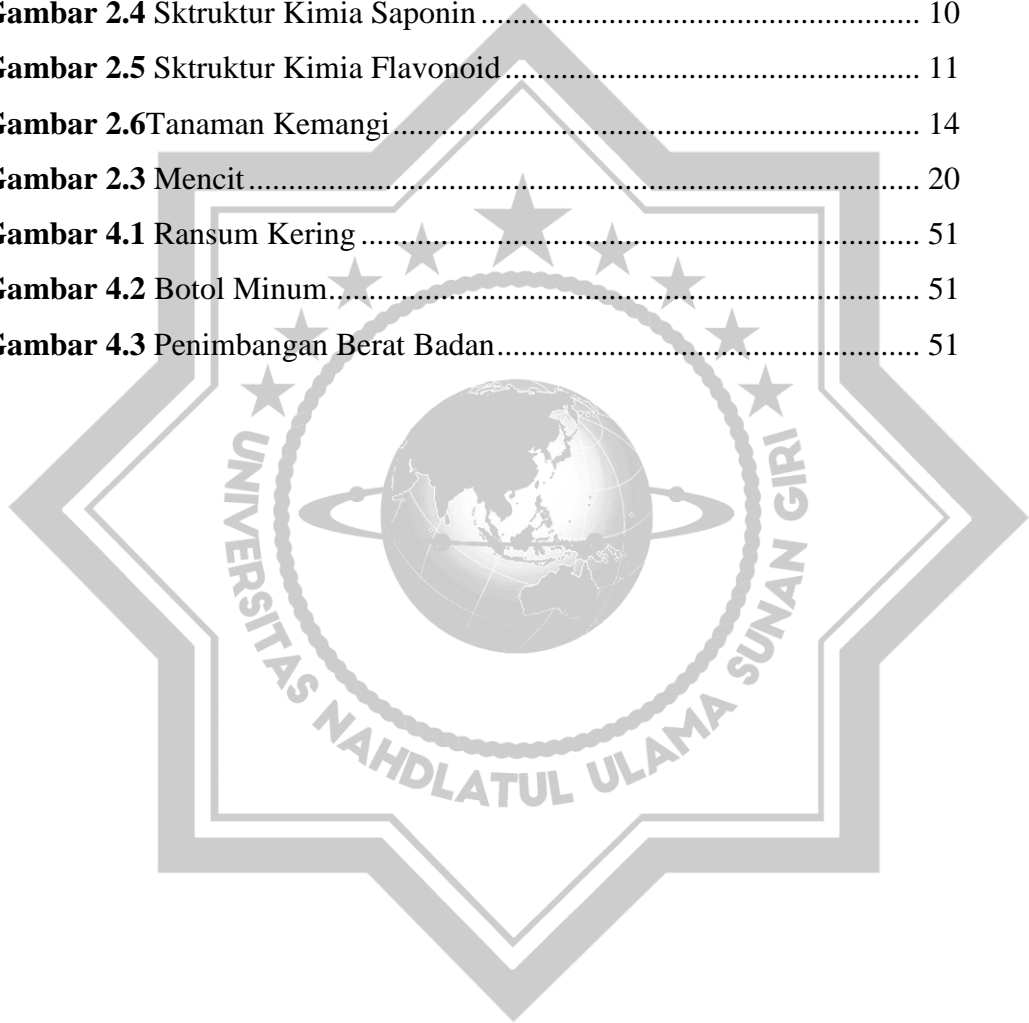 Gambar 2.4 Sktruktur Kimia Saponin ........................................................ 10
Gambar 2.5 Sktruktur Kimia Flavonoid ..................................................... 11
Gambar 2.6Tanaman Kemangi ................................................................... 14
Gambar 2.3 Mencit ..................................................................................... 20
Gambar 4.1 Ransum Kering ....................................................................... 51
Gambar 4.2 Botol Minum ........................................................................... 51
Gambar 4.3 Penimbangan Berat Badan ...................................................... 51
UNIVERSITAS NAHDLATUL ULAMA SUNAN GIRI